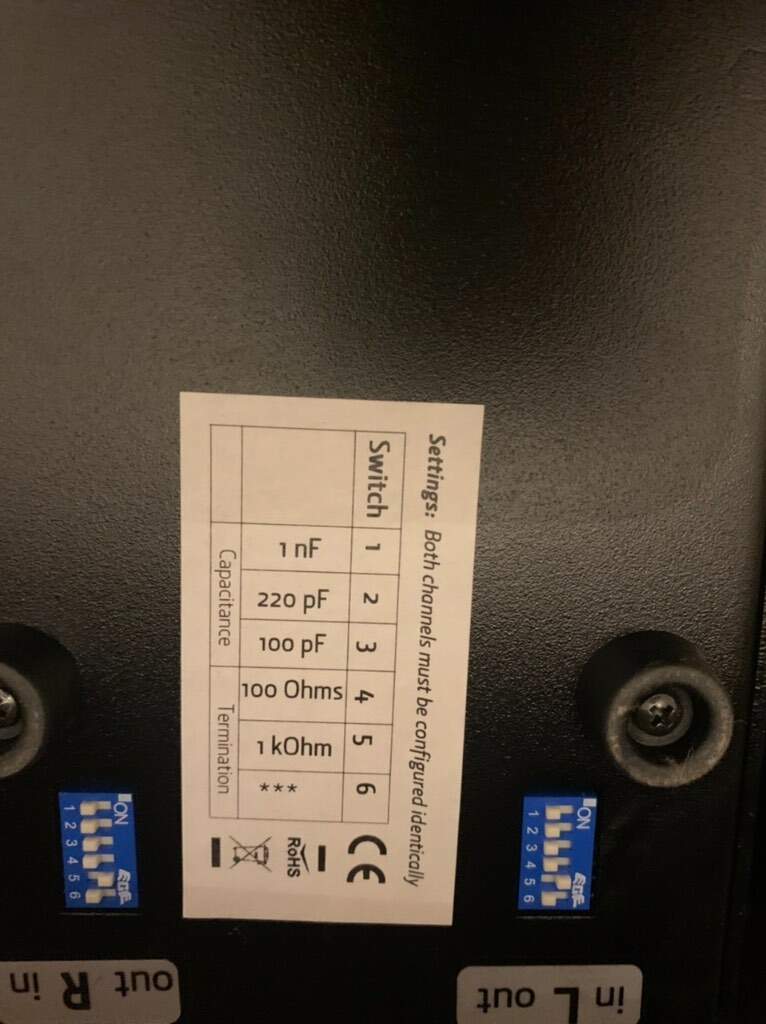 Settings: Both channels must be configured identically
Switch 1 2 3 4 5 6
1 nF 220 pF 100 pF 100 Ohms 1 kOhm ***
Capacitance Termination
CE
RoHS
ON
1 2 3 4 5 6
ON
1 2 3 4 5 6
out R in
in L out